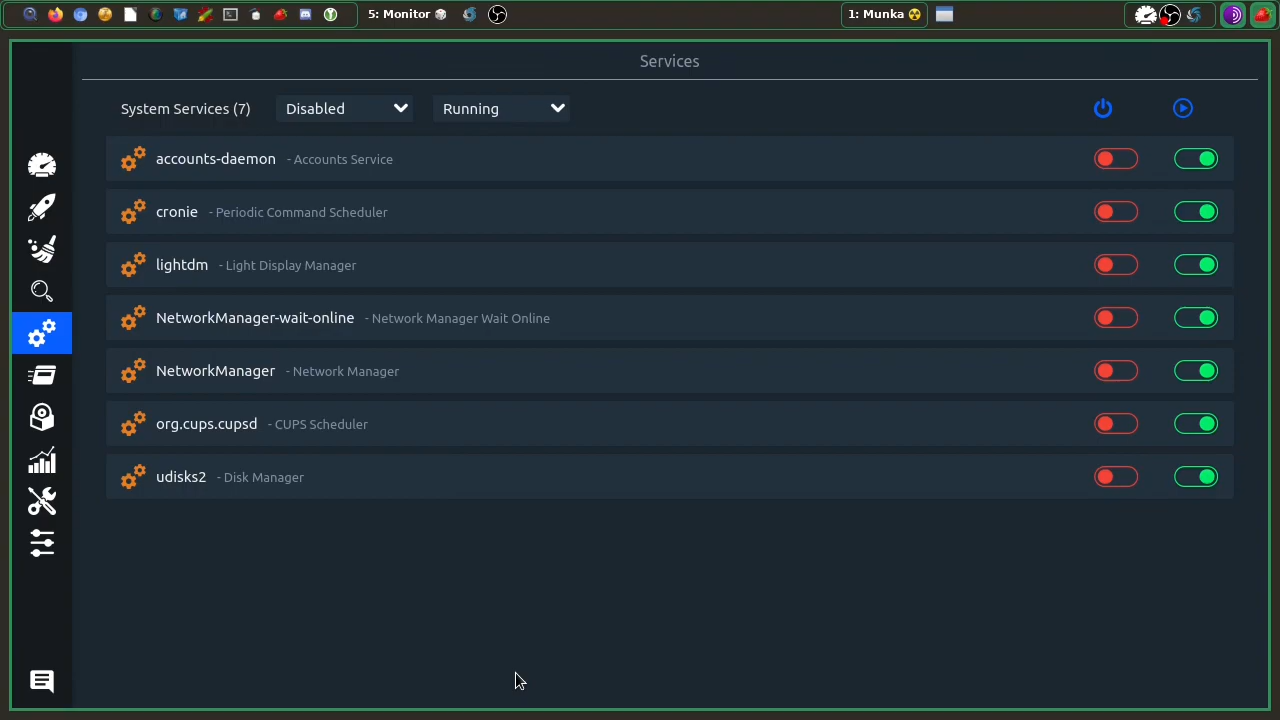 5: Monitor
1: Munka
Services
System Services (7) Disabled Running
accounts-daemon - Accounts Service
cronie - Periodic Command Scheduler
lightdm - Light Display Manager
NetworkManager-wait-online - Network Manager Wait Online
NetworkManager - Network Manager
org.cups.cupsd - CUPS Scheduler
udisks2 - Disk Manager